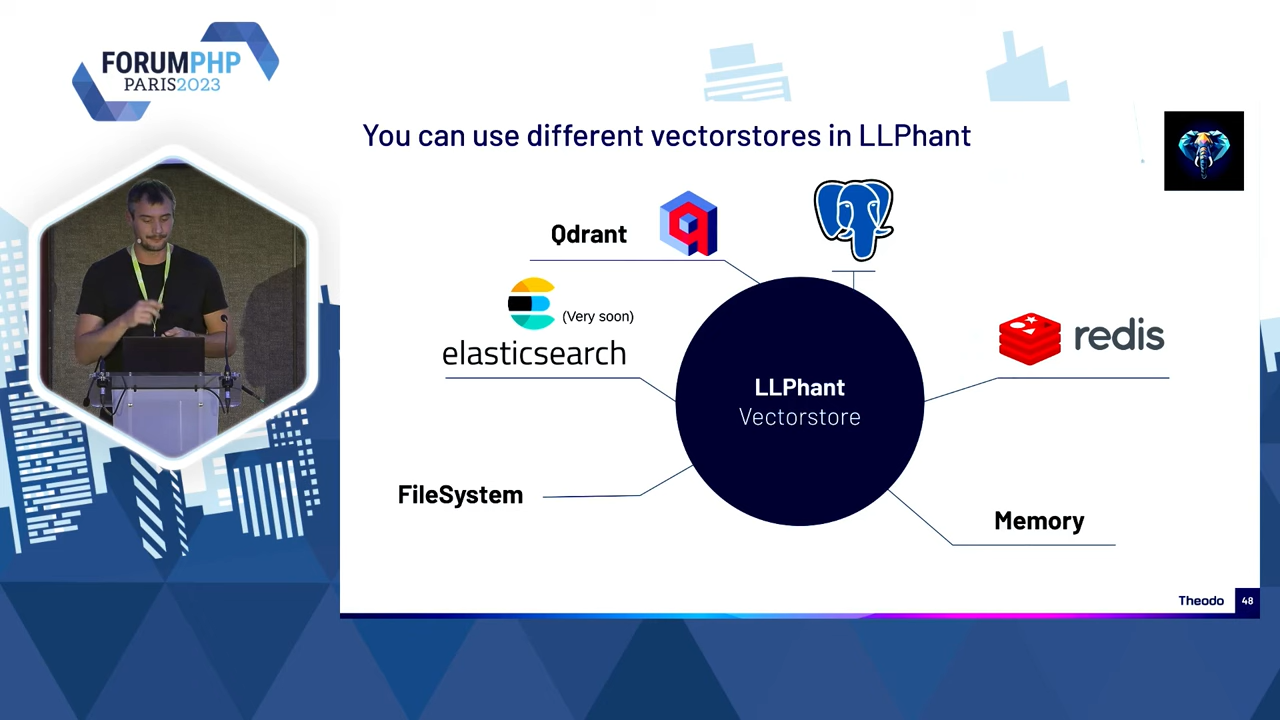 FORUMPHP
PARIS2023
You can use different vectorstores in LLPhant
Qdrant
(Very soon)
elasticsearch
redis
LLPhant
Vectorstore
FileSystem
Memory
Theodo
48